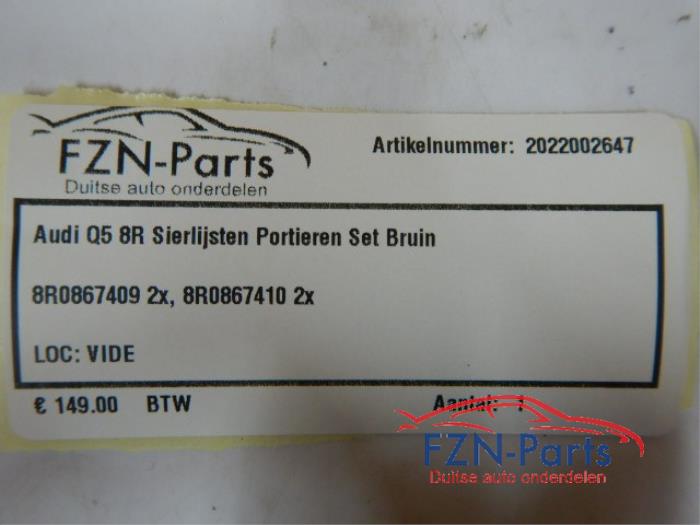 FZN-Parts
Duitse auto onderdelen
Artikelnummer: 2022002647
Audi Q5 8R Sierlijsten Portieren Set Bruin
8R0867409 2x, 8R0867410 2x
LOC: VIDE
€ 149.00 BTW
Aantal: 1
FZN-Parts
Duitse auto onderdelen